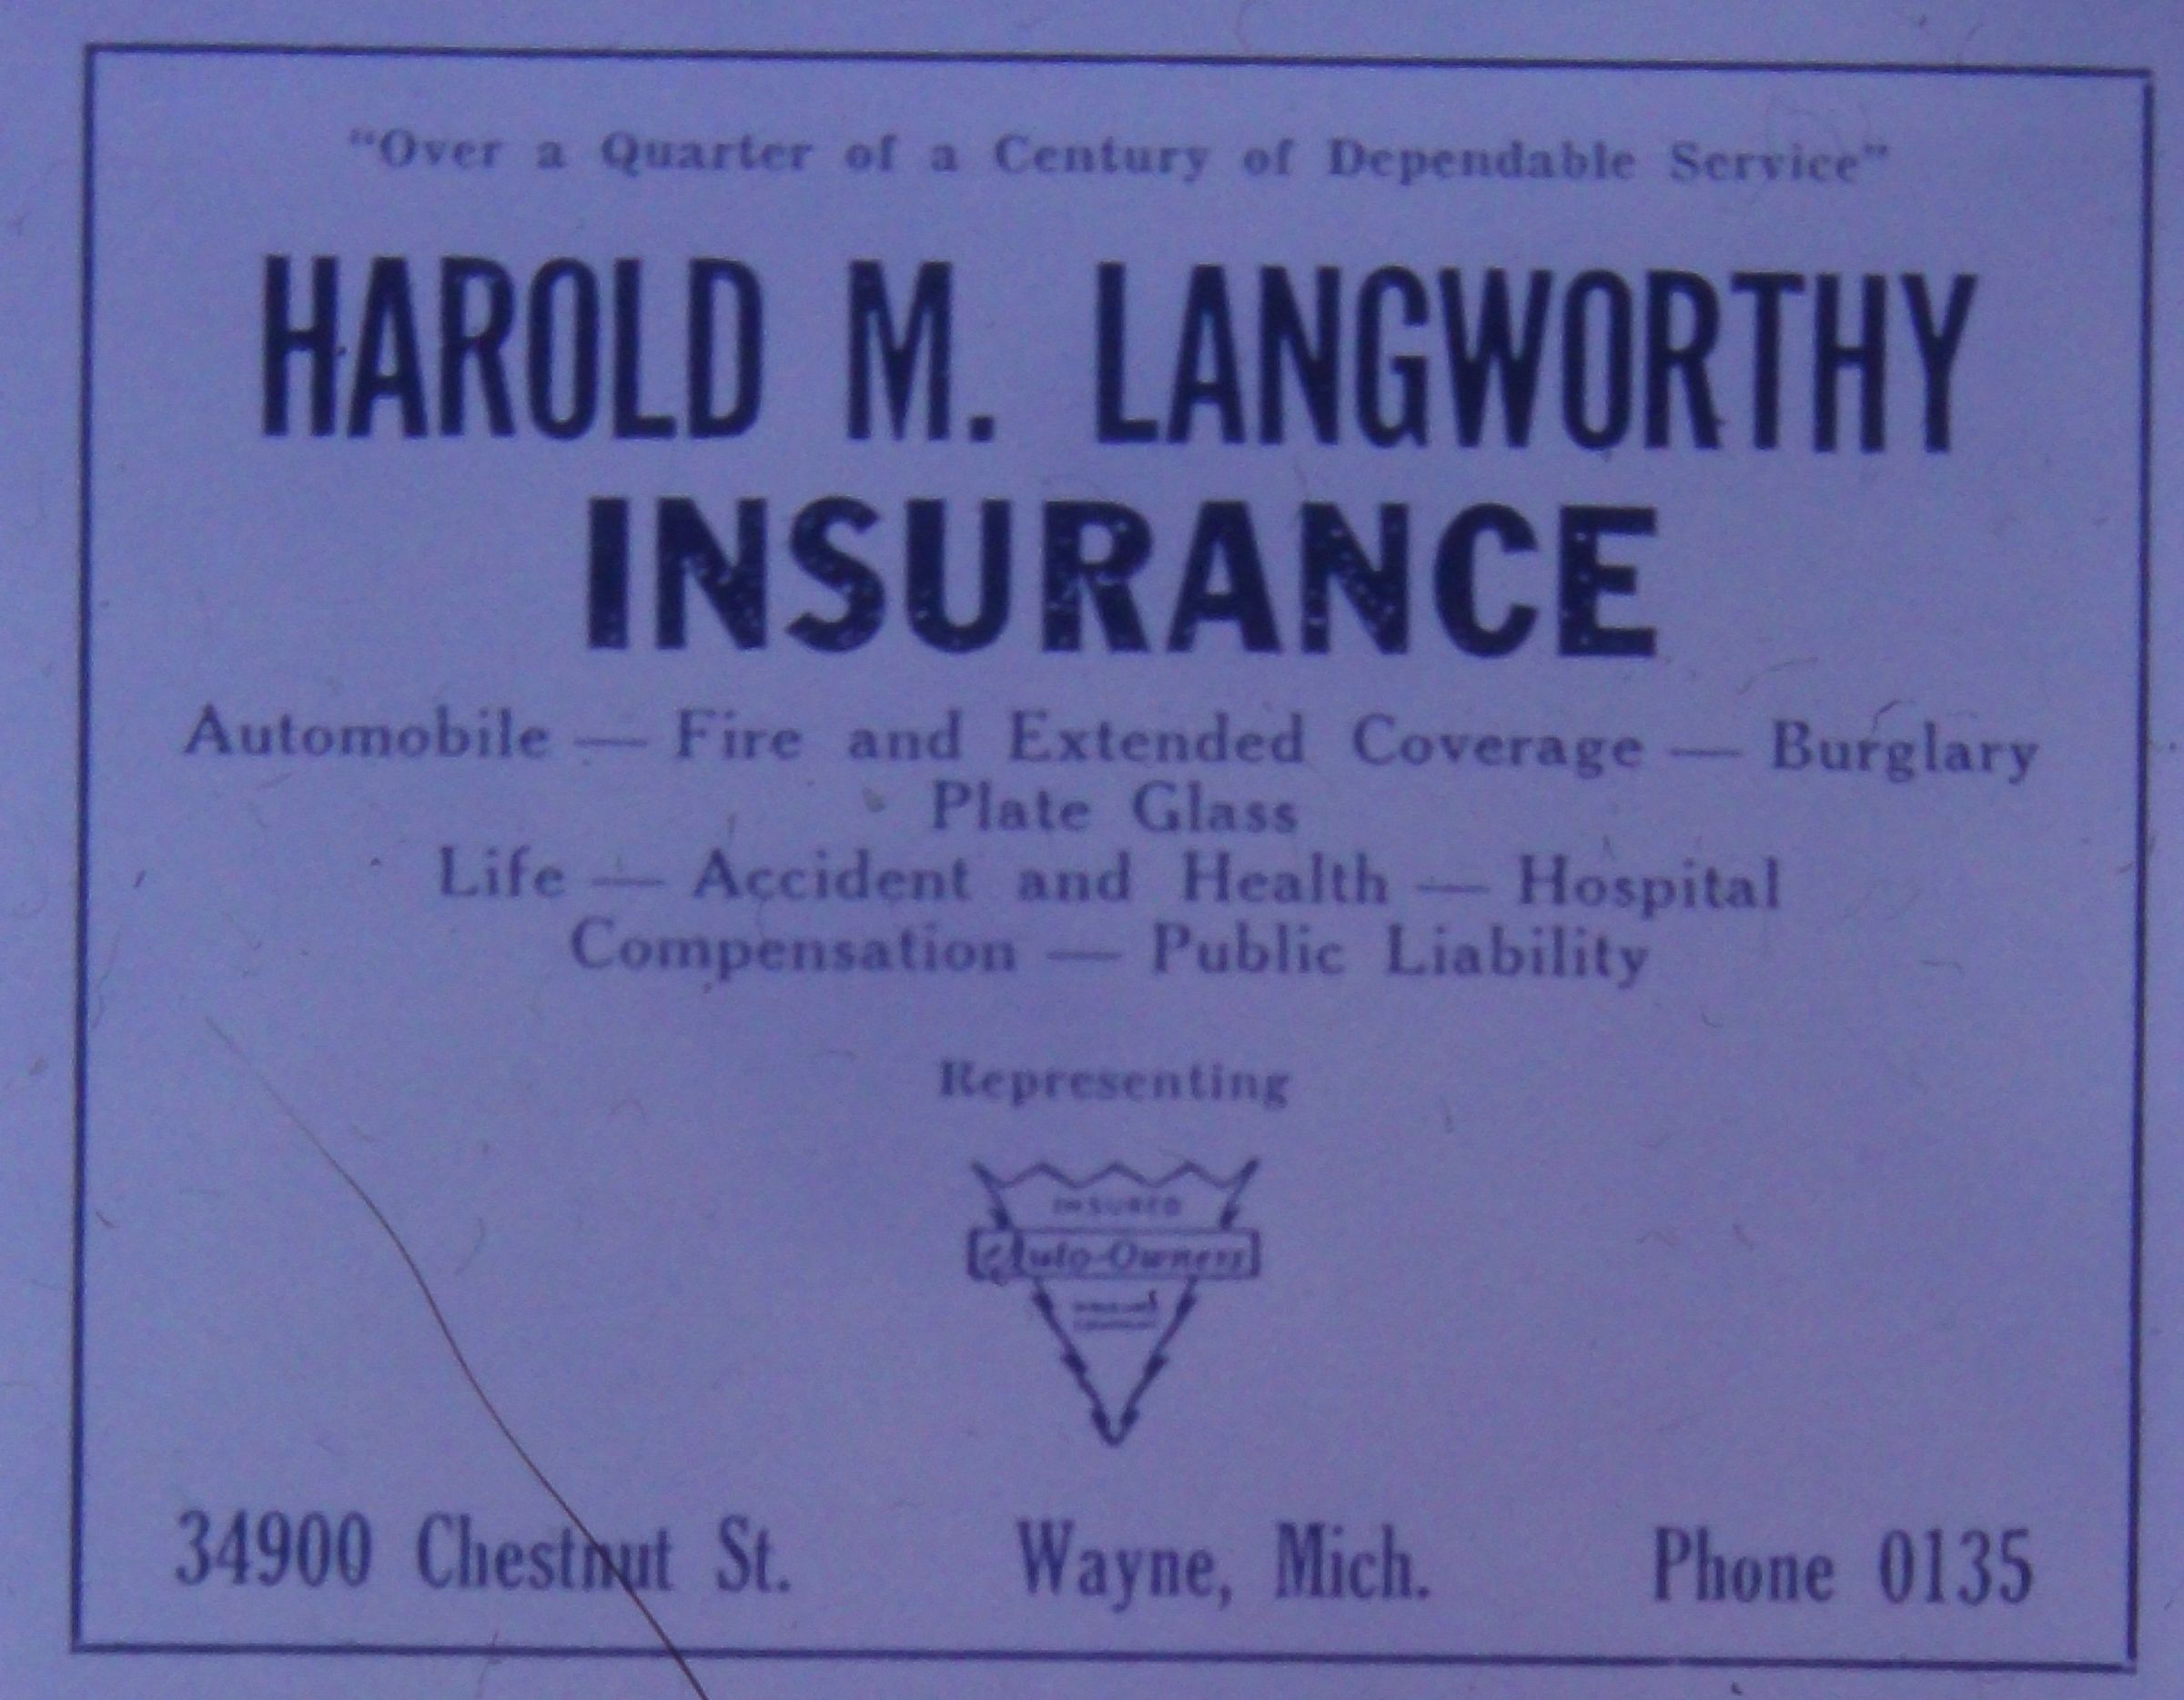 "Over a Quarter of a Century of Dependable Service"
HAROLD M. LANGWORTHY
INSURANCE
Automobile — Fire and Extended Coverage — Burglary
Plate Glass
Life — Accident and Health — Hospital
Compensation — Public Liability
Representing
INSURED
Auto-Owners
34900 Chestnut St. Wayne, Mich. Phone 0135